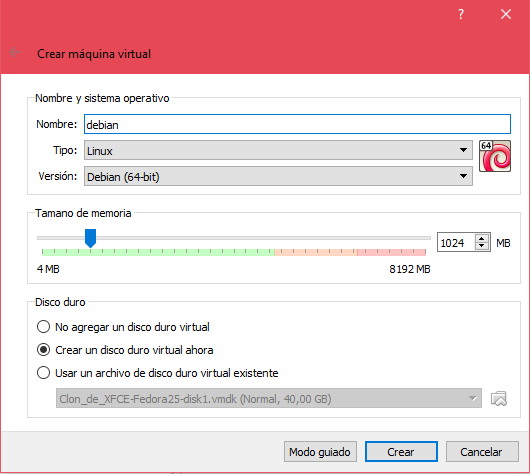 ?
Crear máquina virtual
Nombre y sistema operativo
Nombre: debian
Tipo: Linux
64
Versión: Debian (64-bit)
Tamano de memoria
1024 MB
4 MB 8192 MB
Disco duro
No agregar un disco duro virtual
Crear un disco duro virtual ahora
Usar un archivo de disco duro virtual existente
Clon_de_XFCE-Fedora25-disk1.vmdk (Normal, 40,00 GB)
Modo guiado Crear Cancelar